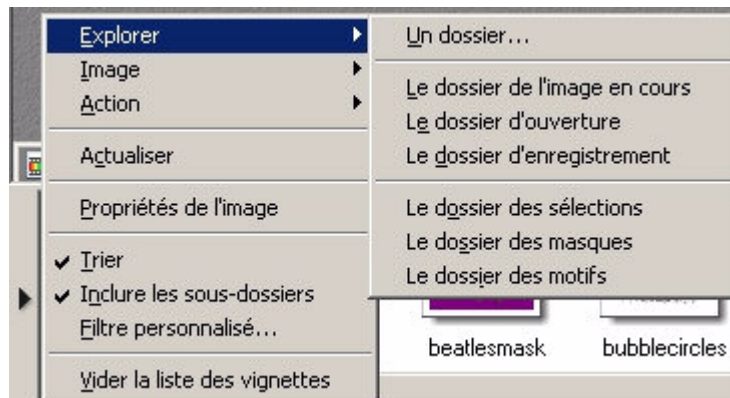 Explorer
Image
Action
Actualiser
Propriétés de l'image
Trier
Inclure les sous-dossiers
Filtre personnalisé...
Vider la liste des vignettes
Un dossier...
Le dossier de l'image en cours
Le dossier d'ouverture
Le dossier d'enregistrement
Le dossier des sélections
Le dossier des masques
Le dossier des motifs
beatlesmask
bubblecircles